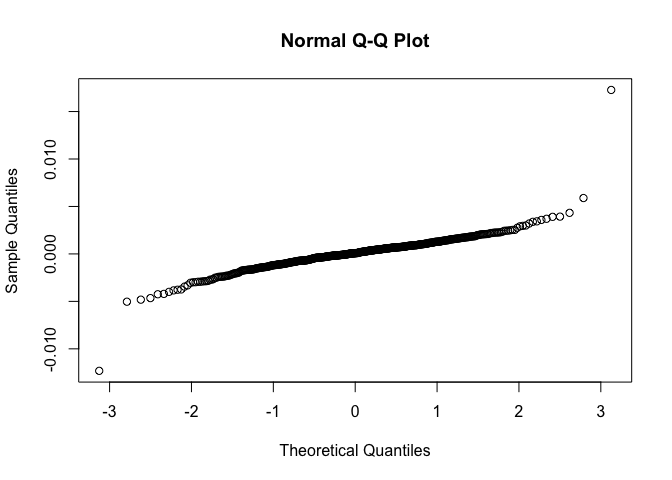 Normal Q-Q Plot
Sample Quantiles
0.010
0.000
-0.010
-3 -2 -1 0 1 2 3
Theoretical Quantiles